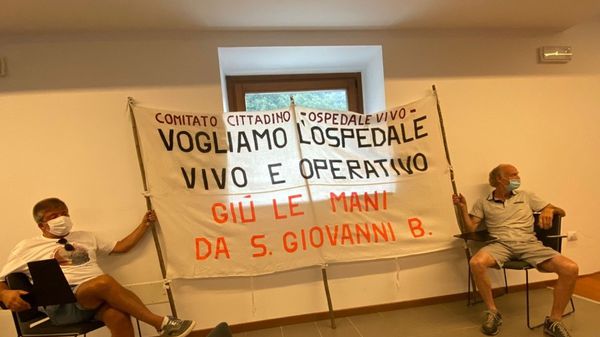 COMITATO CITTADINO -OSPEDALE VIVO-
VOGLIAMO L'OSPEDALE
VIVO E OPERATIVO
GIÙ LE MANI
DA S. GIOVANNI B.